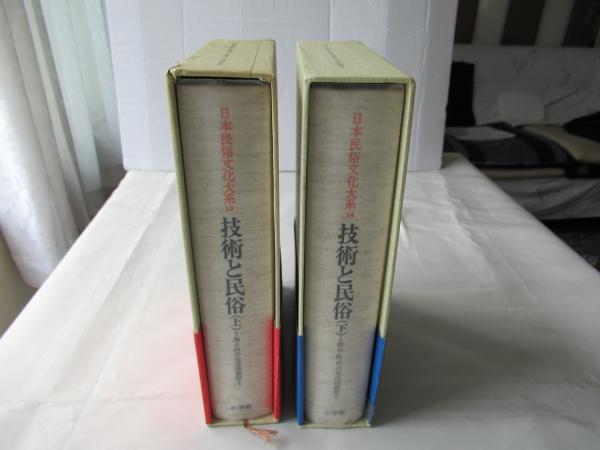 日本民俗文化大系 13
技術と民俗(上)
小学館
日本民俗文化大系 14
技術と民俗(下)
小学館